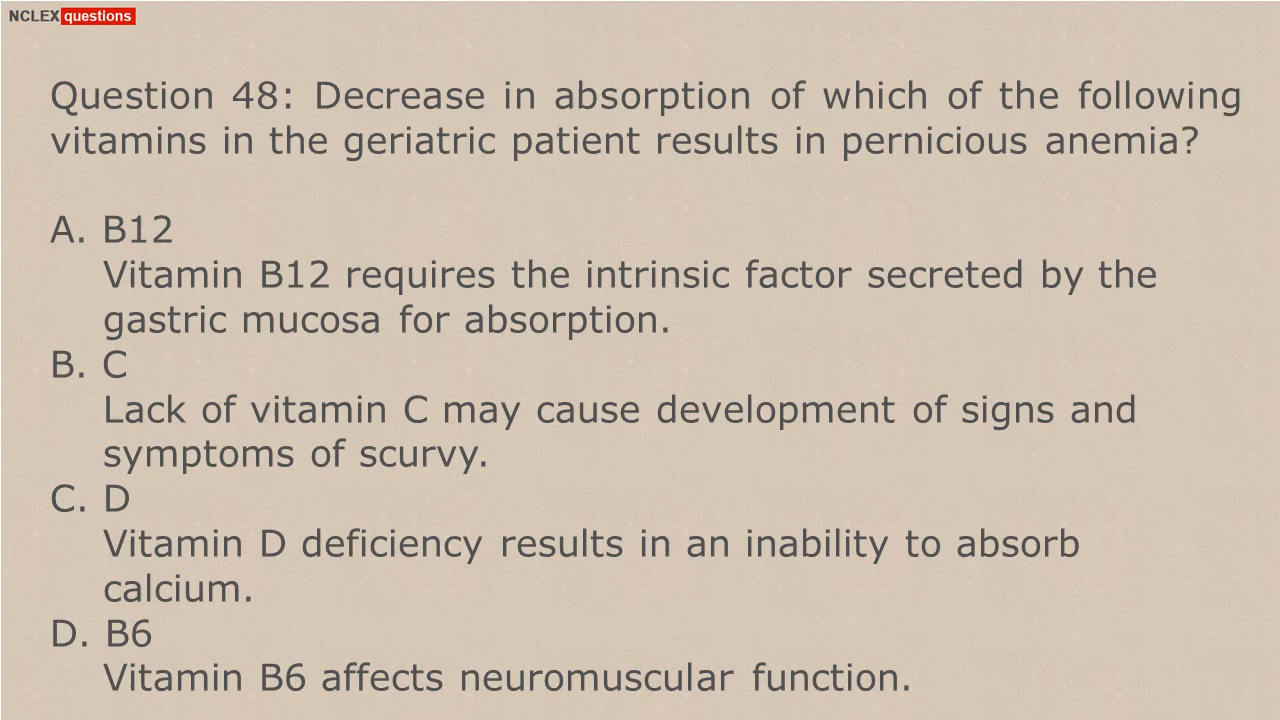 NCLEX questions
Question 48: Decrease in absorption of which of the following
vitamins in the geriatric patient results in pernicious anemia?
A. B12
Vitamin B12 requires the intrinsic factor secreted by the
gastric mucosa for absorption.
B. C
Lack of vitamin C may cause development of signs and
symptoms of scurvy.
C. D
Vitamin D deficiency results in an inability to absorb
calcium.
D. B6
Vitamin B6 affects neuromuscular function.